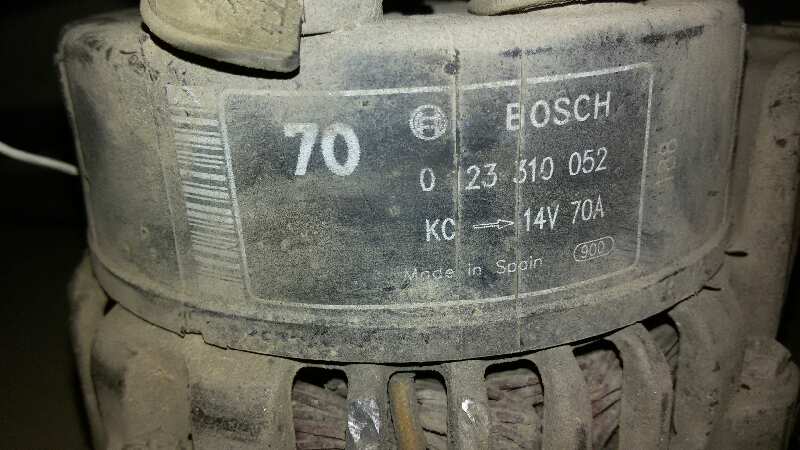 70
BOSCH
0 123 310 052
KC → 14V 70A
Made in Spain
900